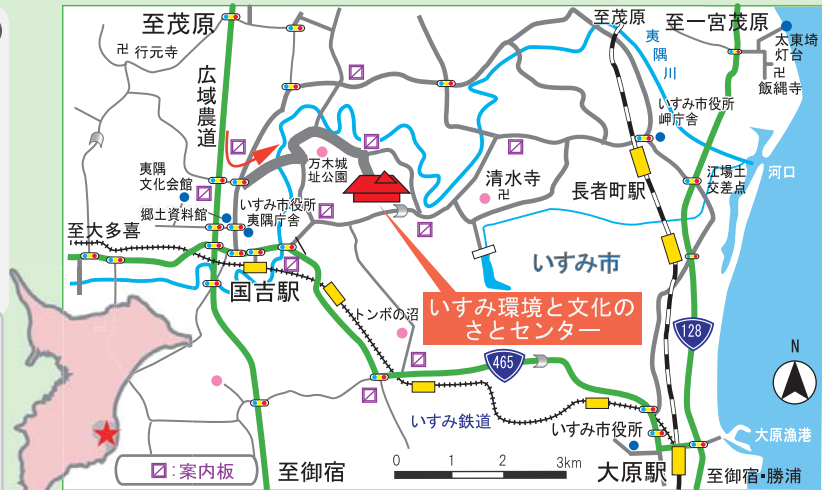 至茂原
卍 行元寺
広域農道
至茂原
至一宮茂原
夷隅川
太東埼
灯台
卍
飯縄寺
いすみ市役所
岬庁舎
河口
江場土
交差点
長者町駅
夷隅
文化会館
郷土資料館
いすみ市役所
夷隅庁舎
万木城
址公園
清水寺
卍
至大多喜
国吉駅
いすみ市
いすみ環境と文化の
さとセンター
トンボの沼
465
128
N
いすみ鉄道
いすみ市役所
大原漁港
大原駅
至御宿
至御宿・勝浦
:案内板
0 1 2 3km